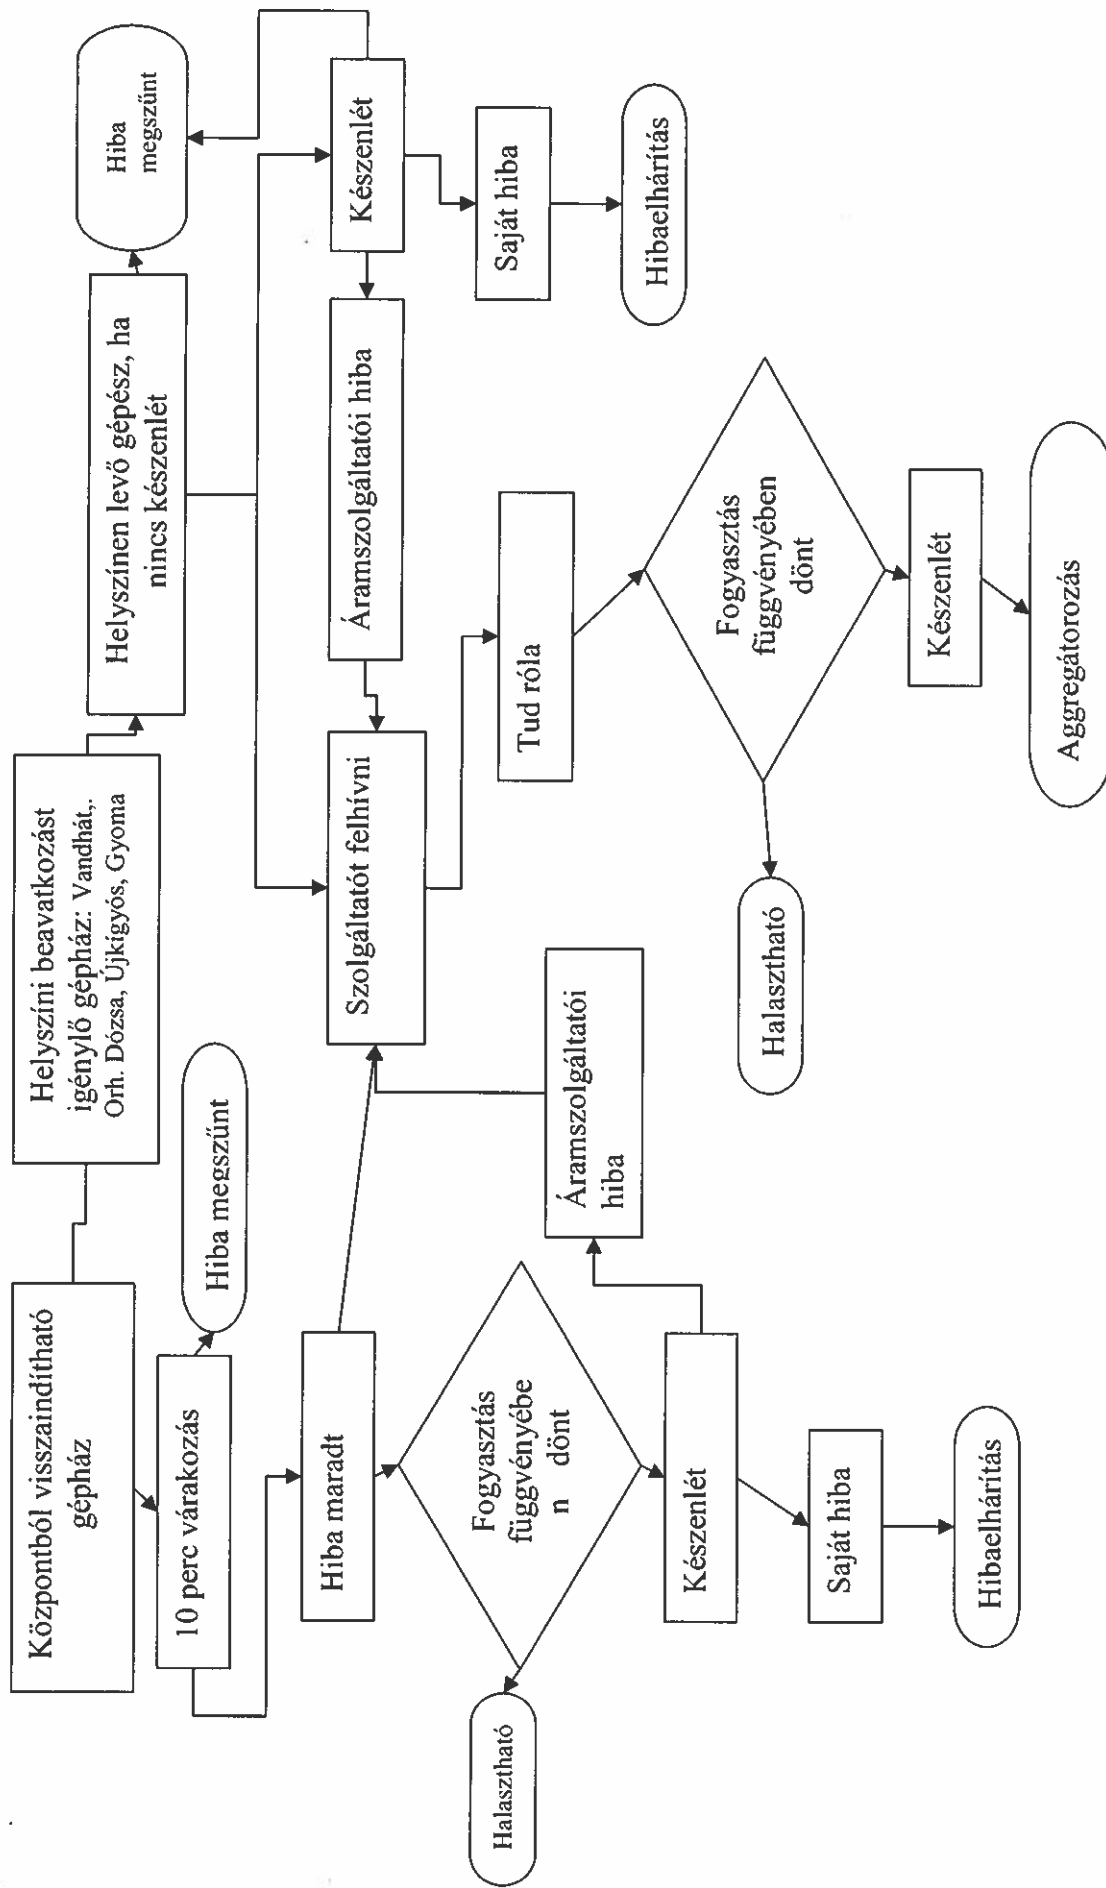 Központból visszaindítható
gépház
Helyszíni beavatkozást
igénylő gépház: Vandhát,.
Orh. Dózsa, Újkígyós, Gyoma
Helyszínen levő gépész, ha
nincs készenlét
Hiba
megszűnt
10 perc várakozás
Hiba megszűnt
Hiba maradt
Szolgáltatót felhívni
Áramszolgáltatói hiba
Készenlét
Halasztható
Fogyasztás
függvényébe
n dönt
Áramszolgáltatói
hiba
Tud róla
Saját hiba
Készenlét
Halasztható
Fogyasztás
függvényében
dönt
Hibaelhárítás
Saját hiba
Készenlét
Hibaelhárítás
Aggregátorozás